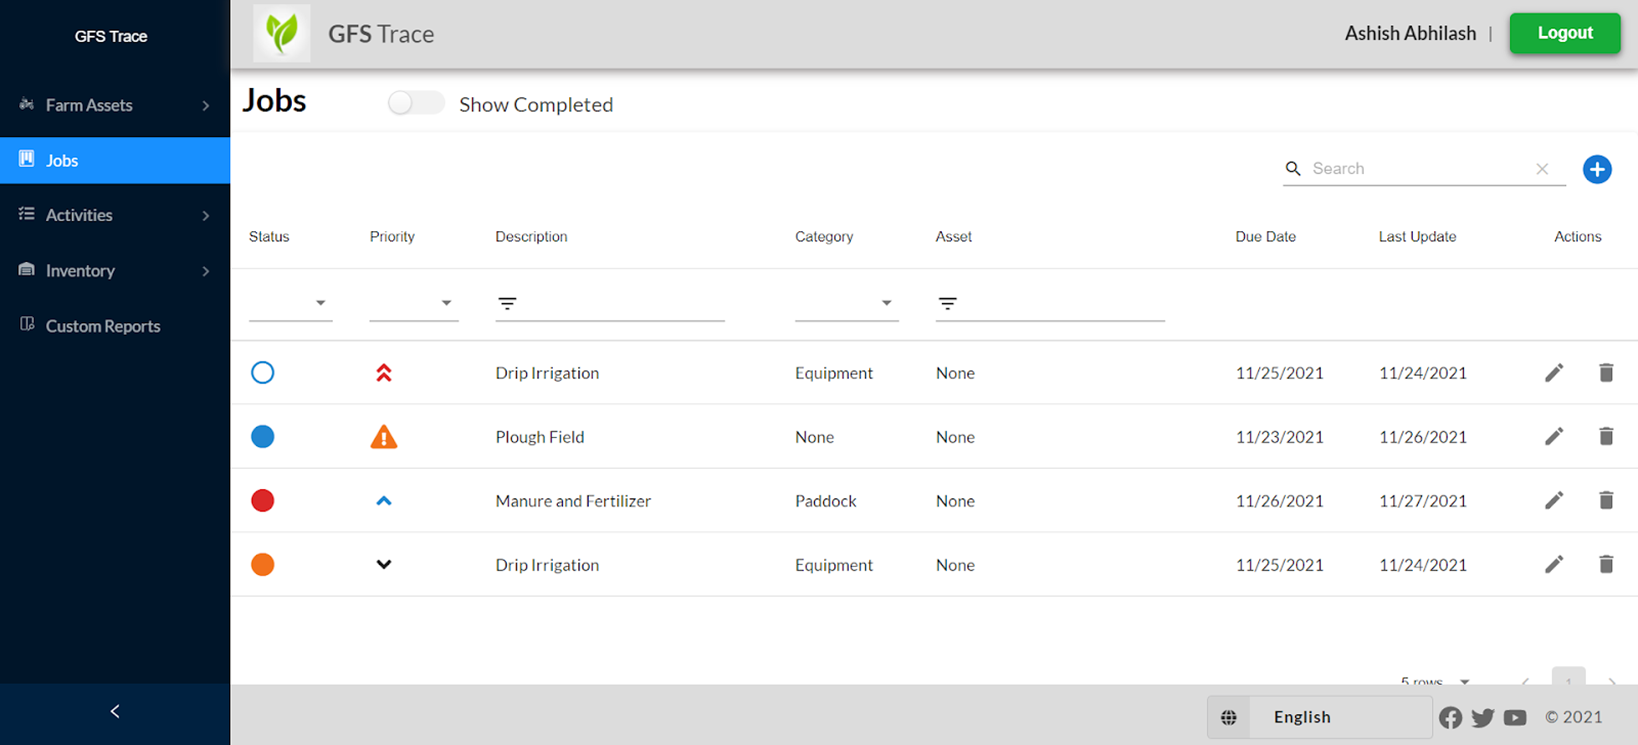 GFS Trace
Farm Assets
Jobs
Activities
Inventory
Custom Reports
GFS Trace
Ashish Abhilash |
Logout
Jobs
Show Completed
Search
Status Priority Description Category Asset Due Date Last Update Actions
Drip Irrigation Equipment None 11/25/2021 11/24/2021
Plough Field None None 11/23/2021 11/26/2021
Manure and Fertilizer Paddock None 11/26/2021 11/27/2021
Drip Irrigation Equipment None 11/25/2021 11/24/2021
5 rows 1
English
© 2021